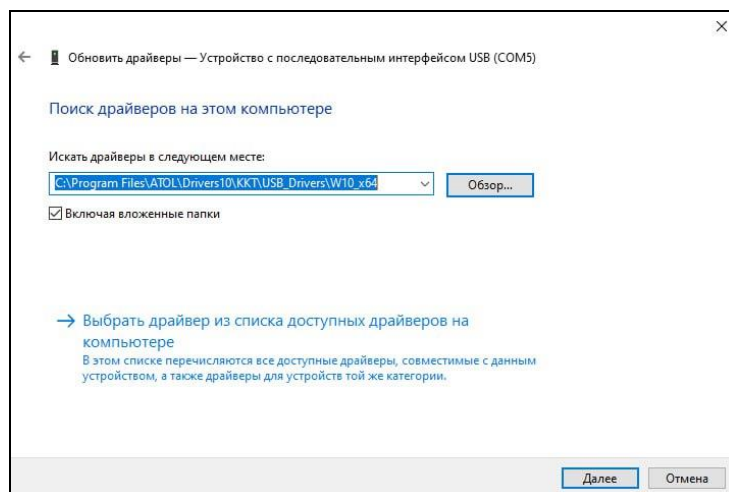 Обновить драйверы — Устройство с последовательным интерфейсом USB (COM5)
Поиск драйверов на этом компьютере
Искать драйверы в следующем месте:
C:\Program Files\ATOL\Drivers10\KKT\USB_Drivers\W10_x64
Обзор...
Включая вложенные папки
Выбрать драйвер из списка доступных драйверов на
компьютере
В этом списке перечисляются все доступные драйверы, совместимые с данным
устройством, а также драйверы для устройств той же категории.
Далее
Отмена